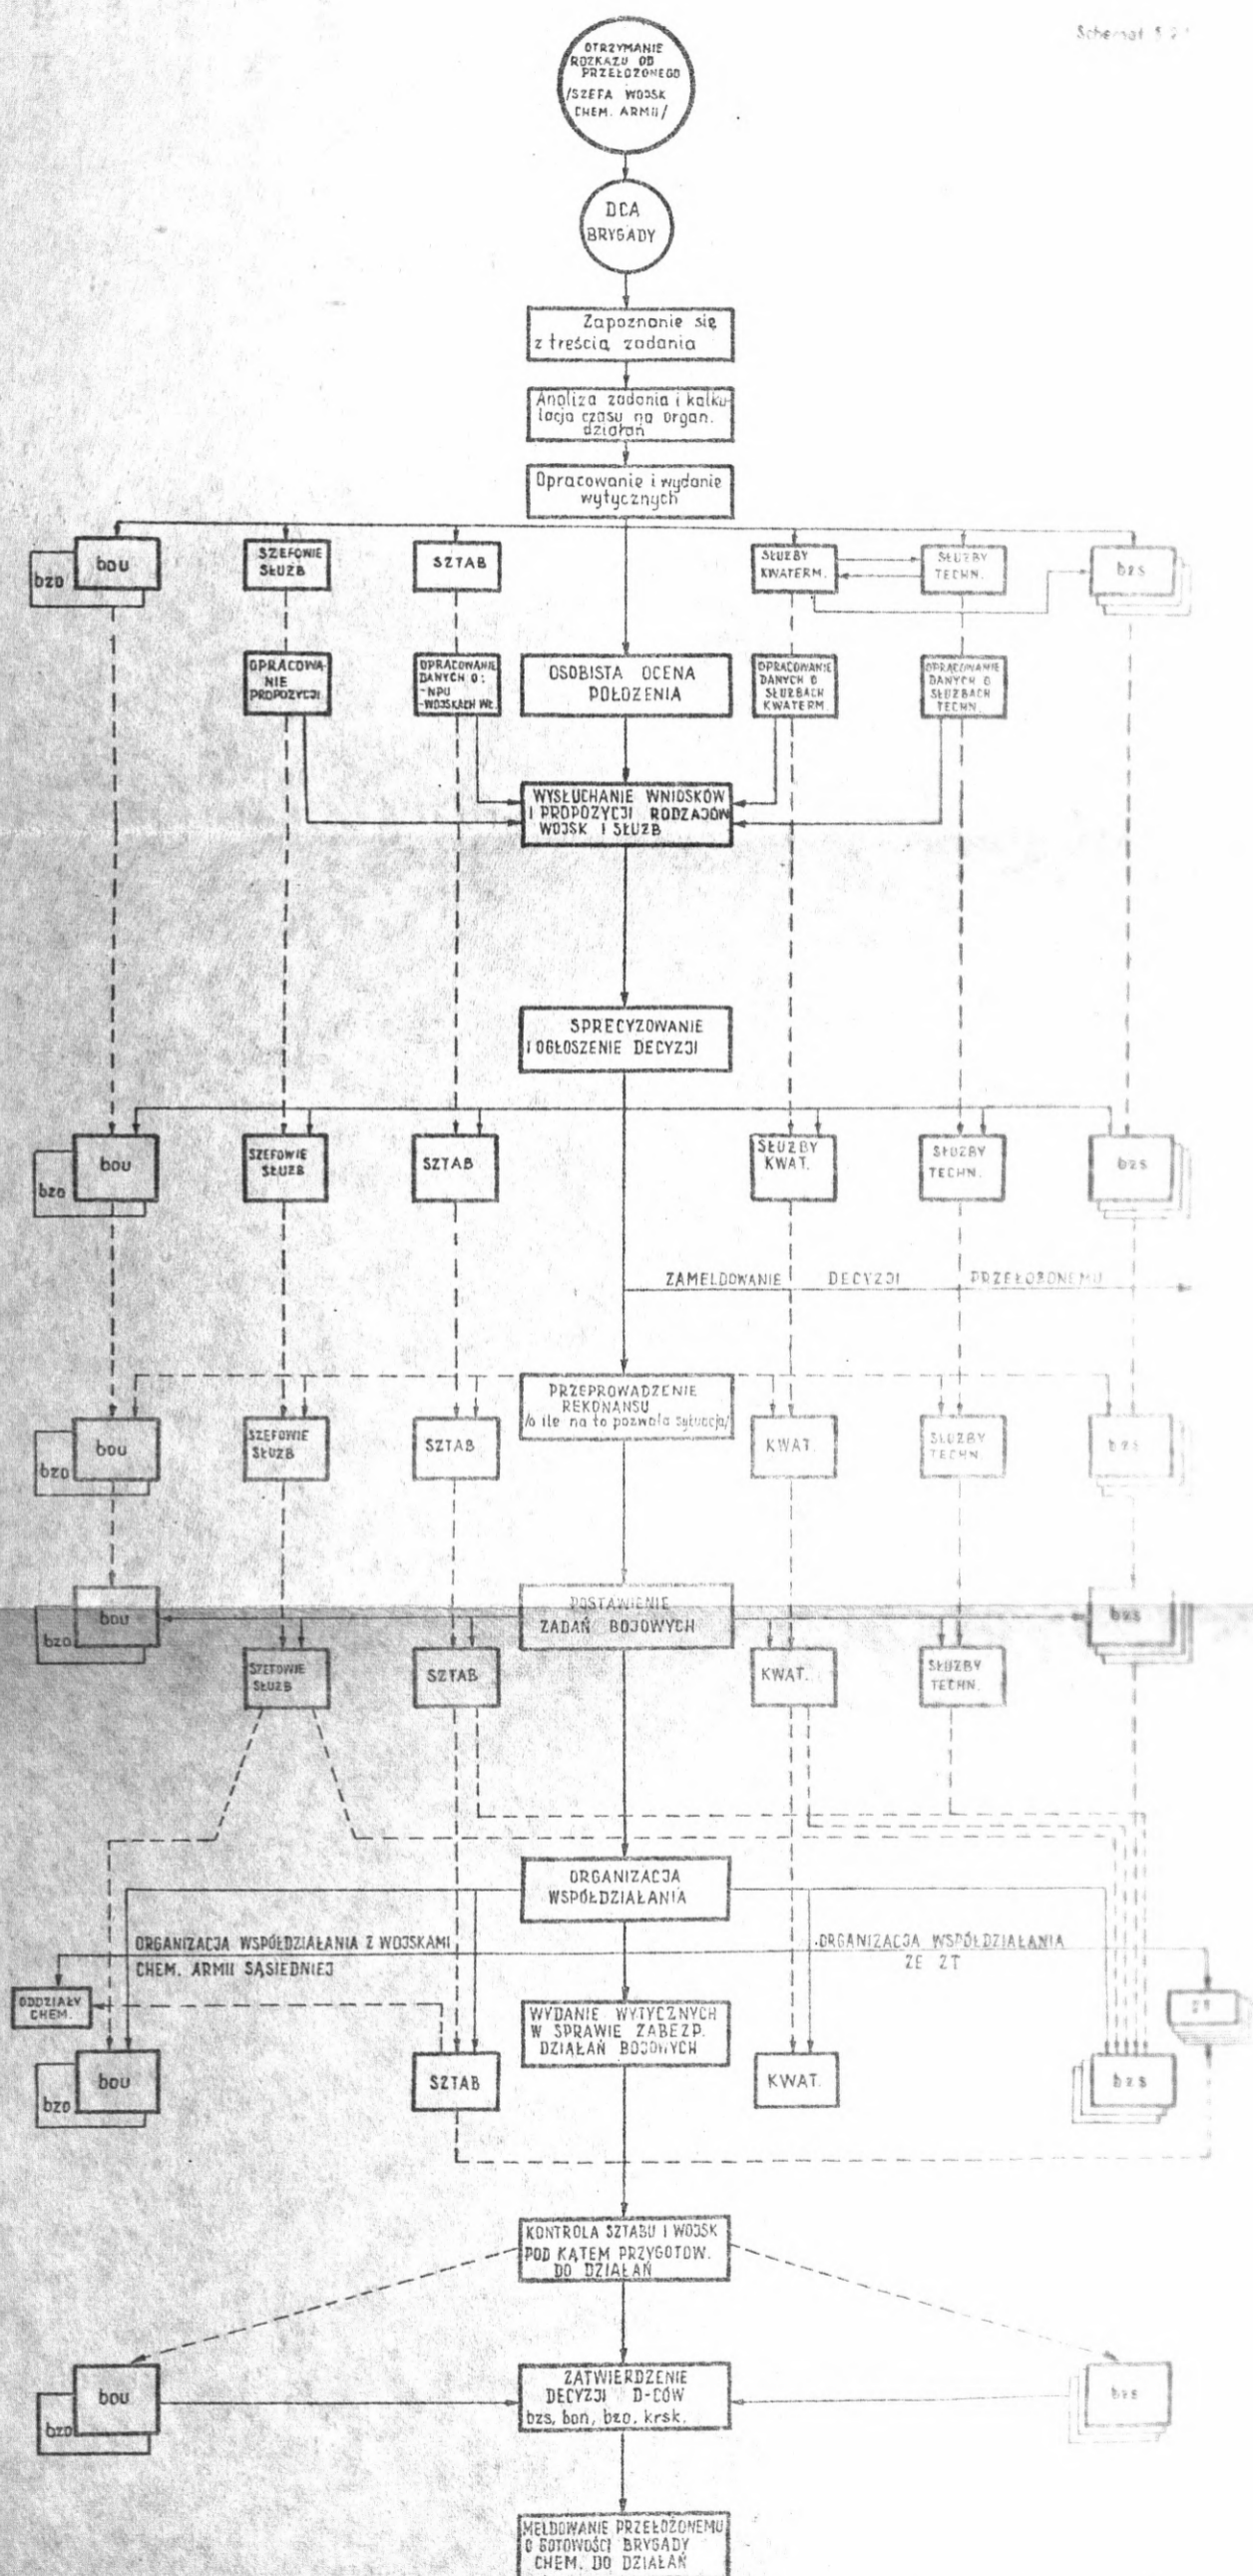 Schemat 5.2
OTRZYMANIE
ROZKAZU OD
PRZEŁOŻONEGO
/SZEFA WOJSK
CHEM. ARMII/
DCA
BRYGADY
Zapoznanie się
z treścią zadania
Analiza zadania i kalku-
lacja czasu na organ.
działań
Opracowanie i wydanie
wytycznych
bou
bzo
SZEFOWIE
SŁUŻB
SZTAB
SŁUŻBY
KWATERM.
SŁUŻBY
TECHN.
bzs
OPRACOWA-
NIE
PROPOZYCJI
OPRACOWANIE
DANYCH O:
-NPLU
-WOJSKACH WŁ.
OSOBISTA OCENA
POŁOŻENIA
OPRACOWANIE
DANYCH O
SŁUŻBACH
KWATERM.
OPRACOWANIE
DANYCH O
SŁUŻBACH
TECHN.
WYSŁUCHANIE WNIOSKÓW
I PROPOZYCJI RODZAJÓW
WOJSK I SŁUŻB
SPRECYZOWANIE
I OGŁOSZENIE DECYZJI
bou
bzo
SZEFOWIE
SŁUŻB
SZTAB
SŁUŻBY
KWAT.
SŁUŻBY
TECHN.
bzs
ZAMELDOWANIE DECYZJI PRZEŁOŻONEMU
PRZEPROWADZENIE
REKONANSU
/o ile na to pozwala sytuacja/
bou
bzo
SZEFOWIE
SŁUŻB
SZTAB
KWAT.
SŁUŻBY
TECHN
bzs
POSTAWIENIE
ZADAŃ BOJOWYCH
bou
bzo
bzs
SZEFOWIE
SŁUŻB
SZTAB
KWAT.
SŁUŻBY
TECHN.
ORGANIZACJA
WSPÓŁDZIAŁANIA
ORGANIZACJA WSPÓŁDZIAŁANIA Z WOJSKAMI
CHEM. ARMII SĄSIEDNIEJ
ORGANIZACJA WSPÓŁDZIAŁANIA
ZE ZT
ODDZIAŁY
CHEM.
WYDANIE WYTYCZNYCH
W SPRAWIE ZABEZP.
DZIAŁAŃ BOJOWYCH
ZT
bou
bzo
SZTAB
KWAT.
bzs
KONTROLA SZTABU I WOJSK
POD KĄTEM PRZYGOTOW.
DO DZIAŁAŃ
bou
bzo
ZATWIERDZENIE
DECYZJI D-CÓW
bzs, bon, bzo, krsk.
bzs
MELDOWANIE PRZEŁOŻONEMU
O GOTOWOŚCI BRYGADY
CHEM. DO DZIAŁAŃ